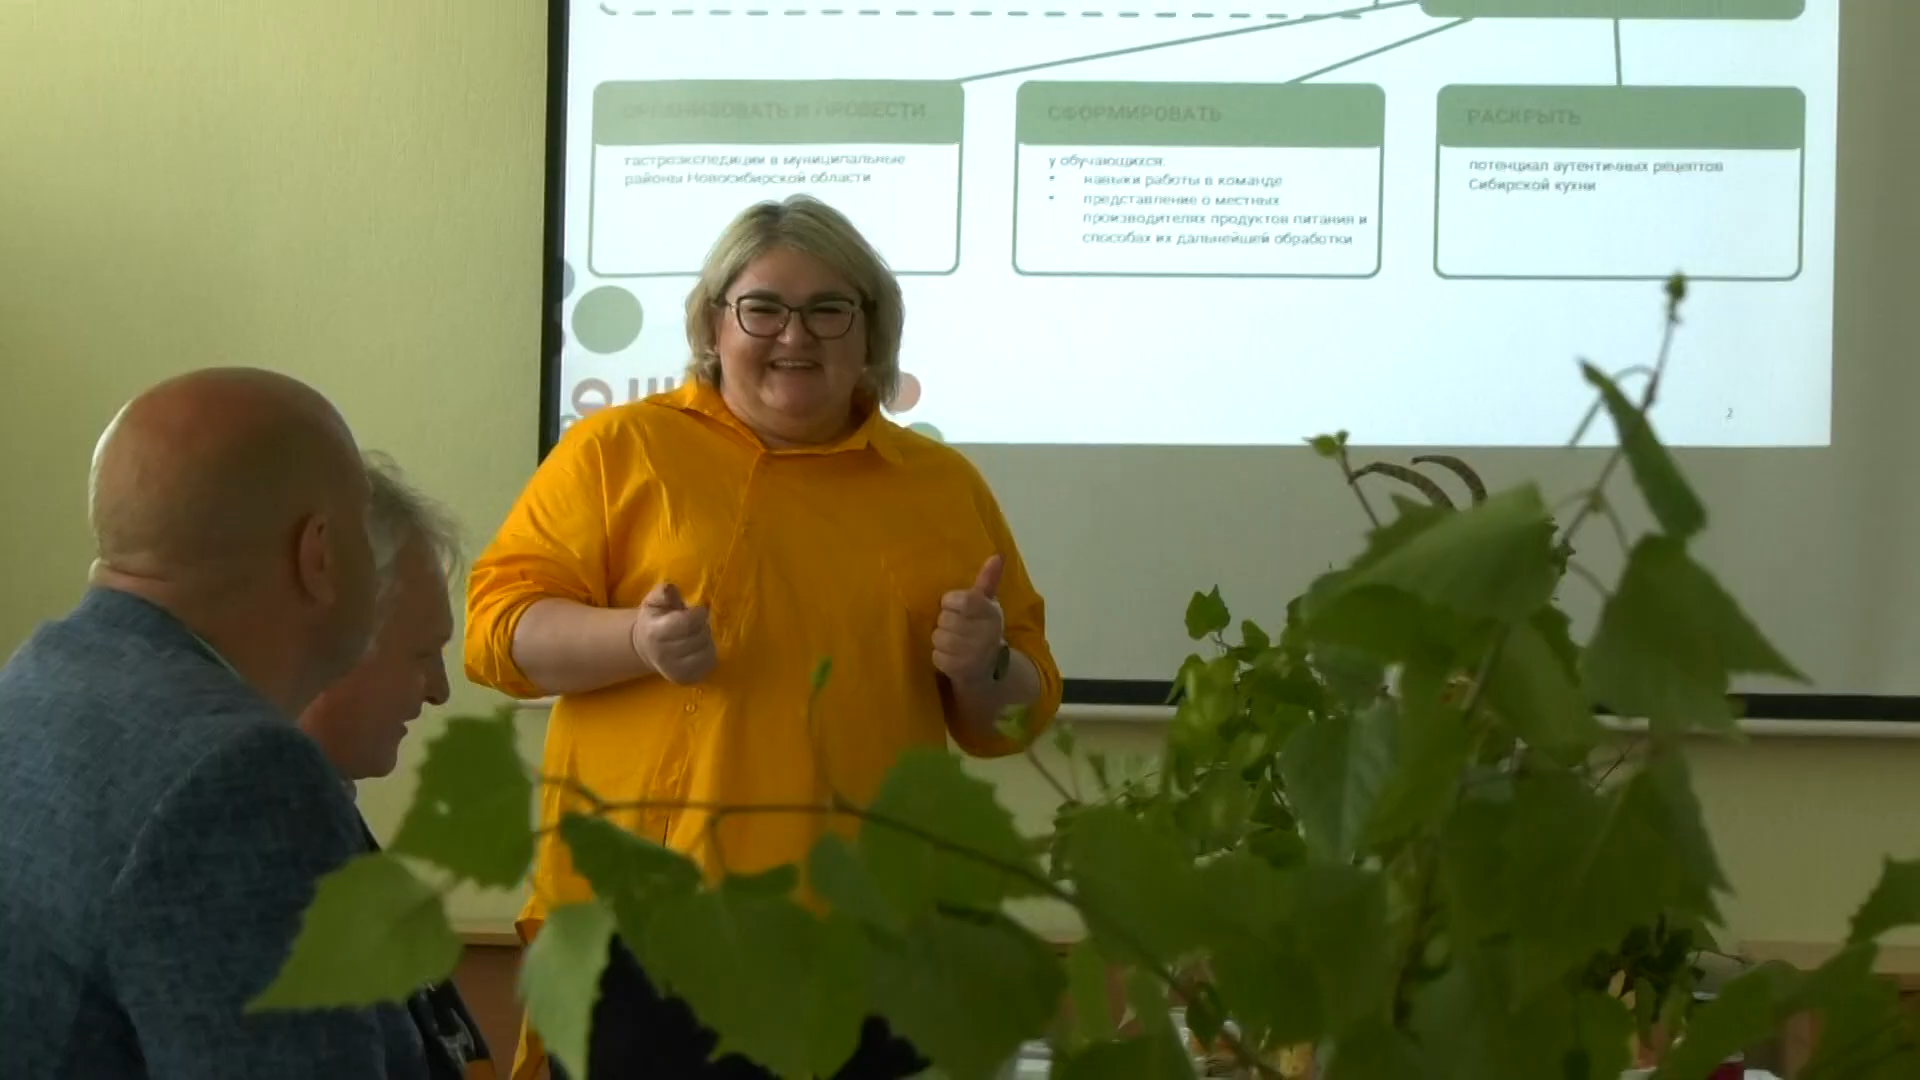 ОРГАНИЗОВАТЬ И ПРОВЕСТИ
гастроэкспедиции в муниципальные
районы Новосибирской области
СФОРМИРОВАТЬ
у обучающихся:
• навыки работы в команде
• представление о местных
производителях продуктов питания и
способах их дальнейшей обработки
РАСКРЫТЬ
потенциал аутентичных рецептов
Сибирской кухни
2